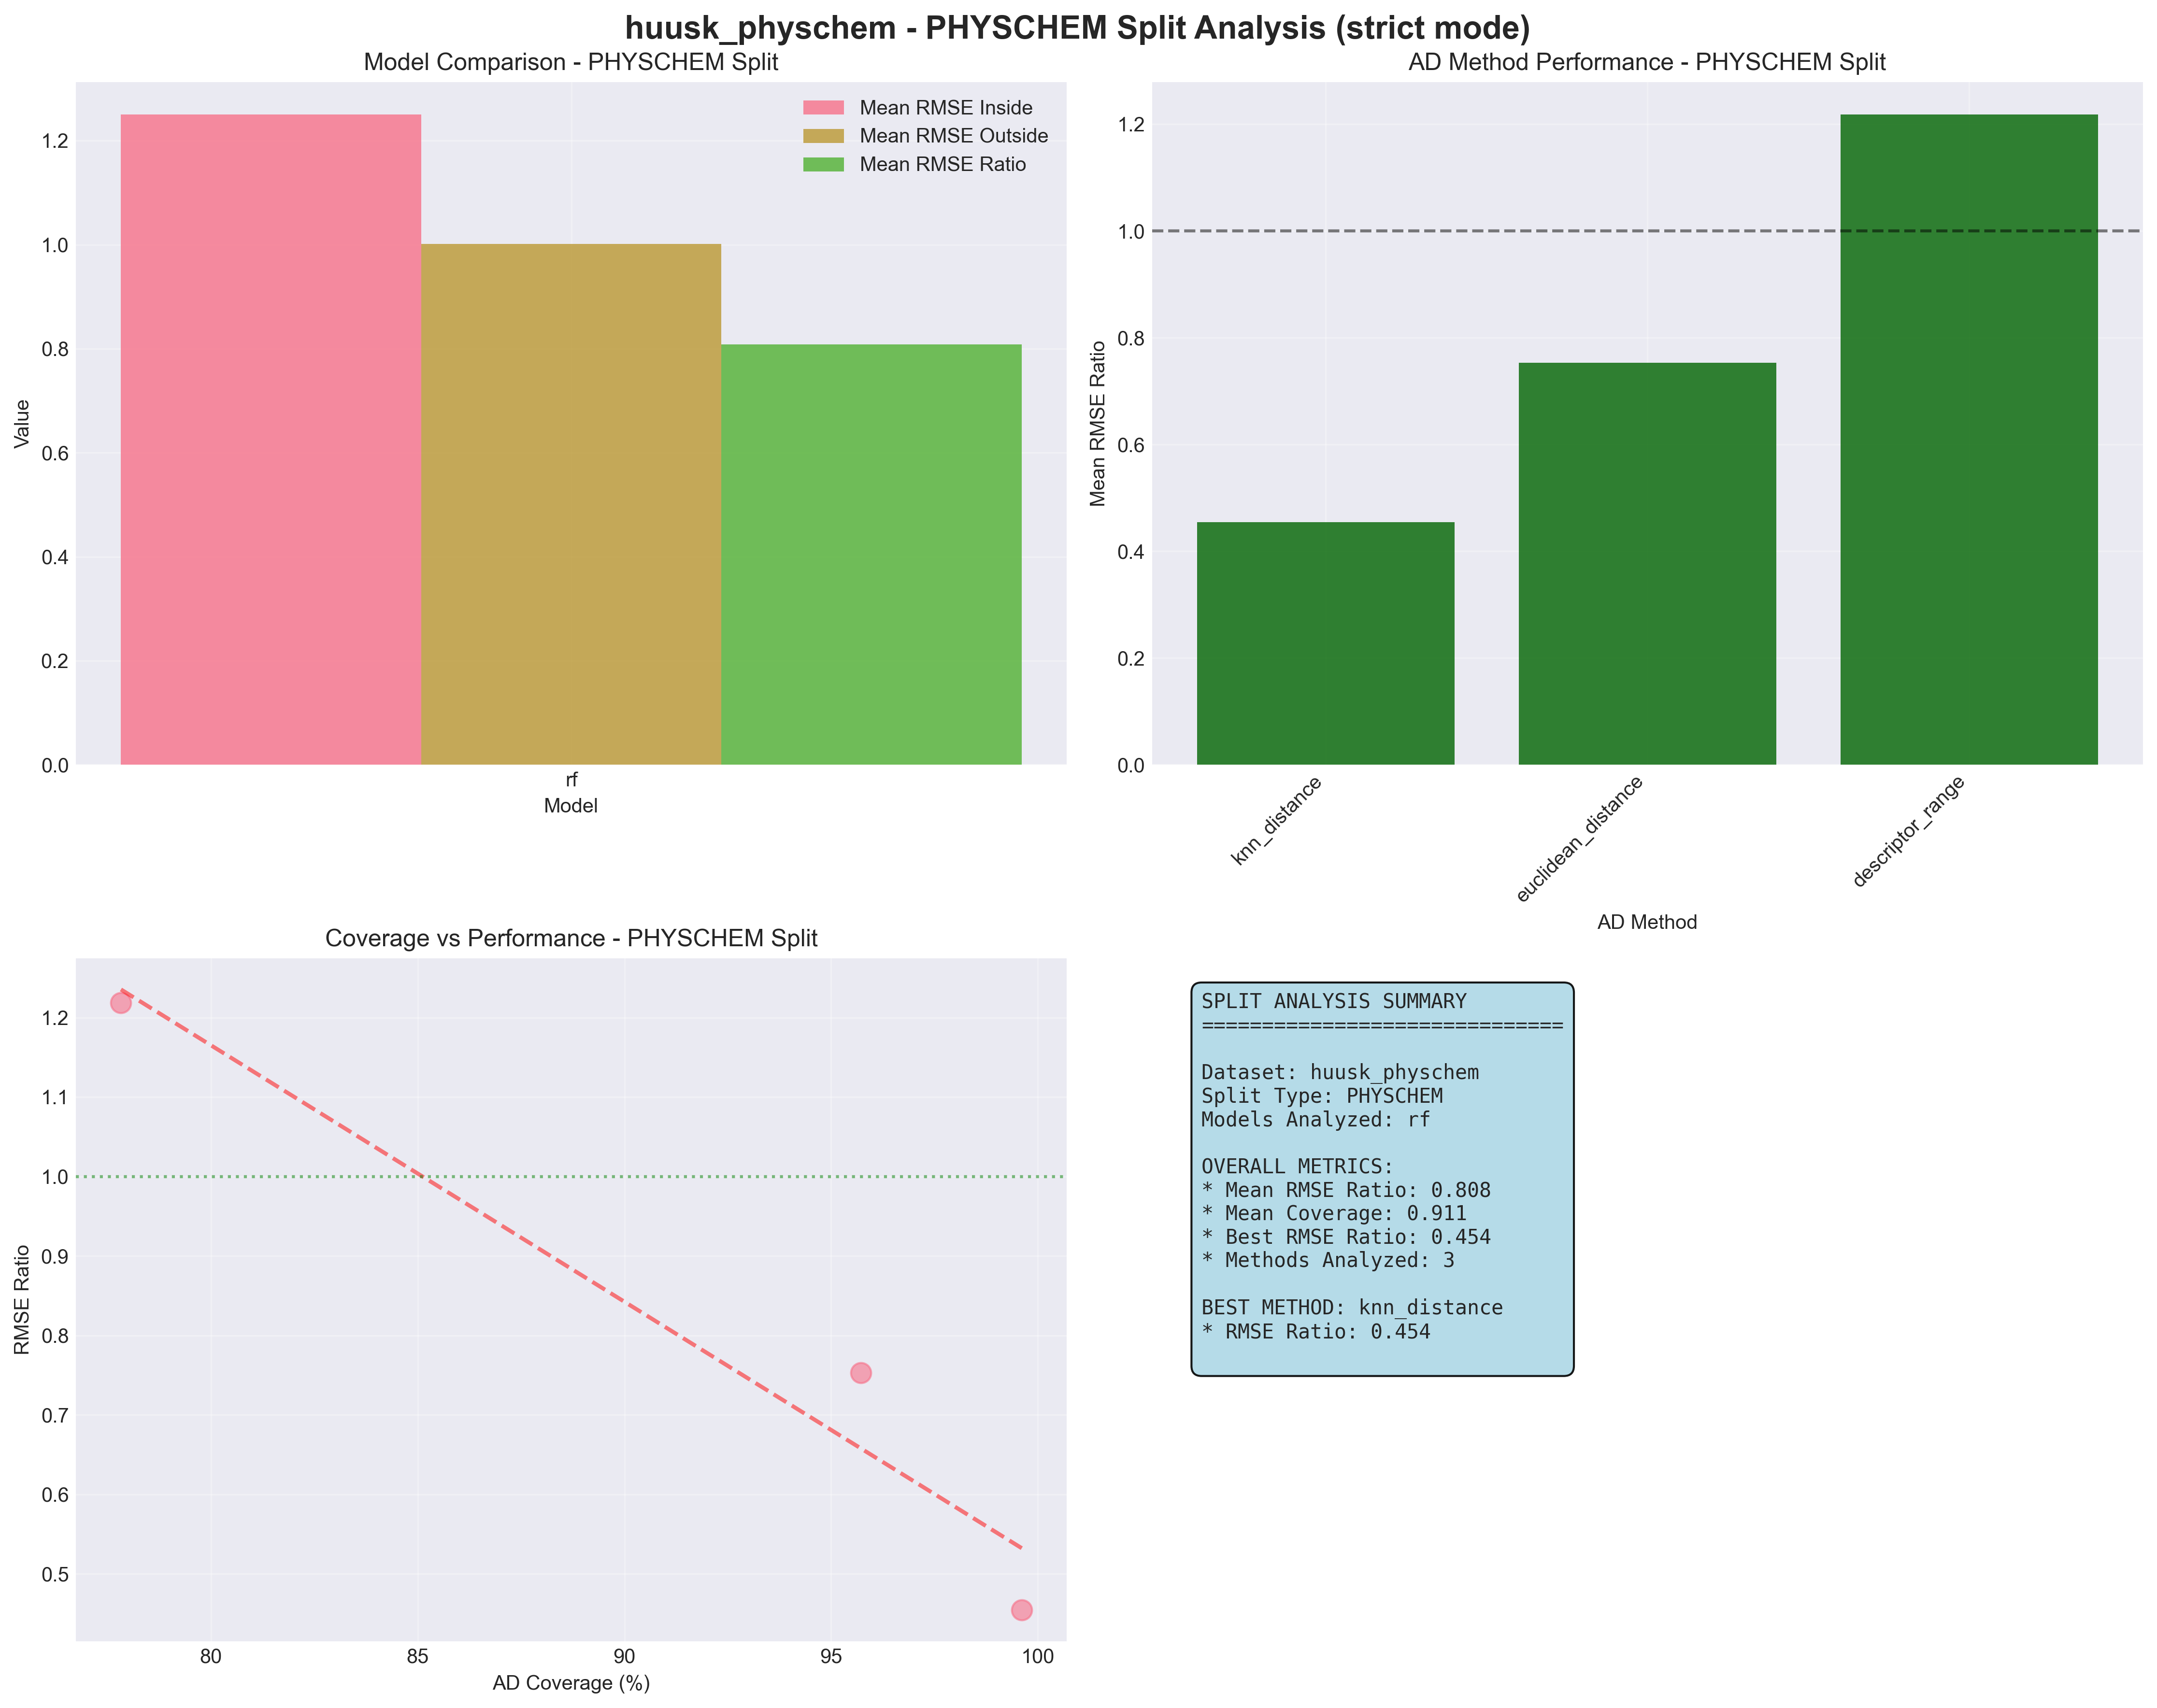 huusk_physchem - PHYSCHEM Split Analysis (strict mode)
Model Comparison - PHYSCHEM Split
Mean RMSE Inside
Mean RMSE Outside
Mean RMSE Ratio
Value
1.2
1.0
0.8
0.6
0.4
0.2
0.0
rf
Model
AD Method Performance - PHYSCHEM Split
Mean RMSE Ratio
1.2
1.0
0.8
0.6
0.4
0.2
0.0
knn_distance
euclidean_distance
descriptor_range
AD Method
Coverage vs Performance - PHYSCHEM Split
RMSE Ratio
1.2
1.1
1.0
0.9
0.8
0.7
0.6
0.5
80
85
90
95
100
AD Coverage (%)
SPLIT ANALYSIS SUMMARY
==============================
Dataset: huusk_physchem
Split Type: PHYSCHEM
Models Analyzed: rf
OVERALL METRICS:
* Mean RMSE Ratio: 0.808
* Mean Coverage: 0.911
* Best RMSE Ratio: 0.454
* Methods Analyzed: 3
BEST METHOD: knn_distance
* RMSE Ratio: 0.454